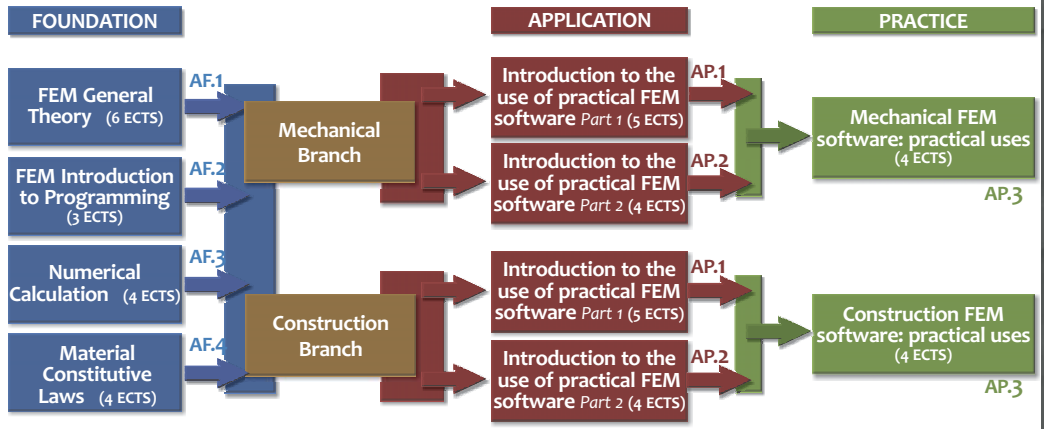 FOUNDATION
APPLICATION
PRACTICE
FEM General
Theory (6 ECTS)
AF.1
FEM Introduction
to Programming
(3 ECTS)
AF.2
Numerical
Calculation (4 ECTS)
AF.3
Material
Constitutive
Laws (4 ECTS)
AF.4
Mechanical
Branch
Construction
Branch
Introduction to the
use of practical FEM
software Part 1 (5 ECTS)
AP.1
Introduction to the
use of practical FEM
software Part 2 (4 ECTS)
AP.2
Mechanical FEM
software: practical uses
(4 ECTS)
AP.3
Introduction to the
use of practical FEM
software Part 1 (5 ECTS)
AP.1
Introduction to the
use of practical FEM
software Part 2 (4 ECTS)
AP.2
Construction FEM
software: practical uses
(4 ECTS)
AP.3